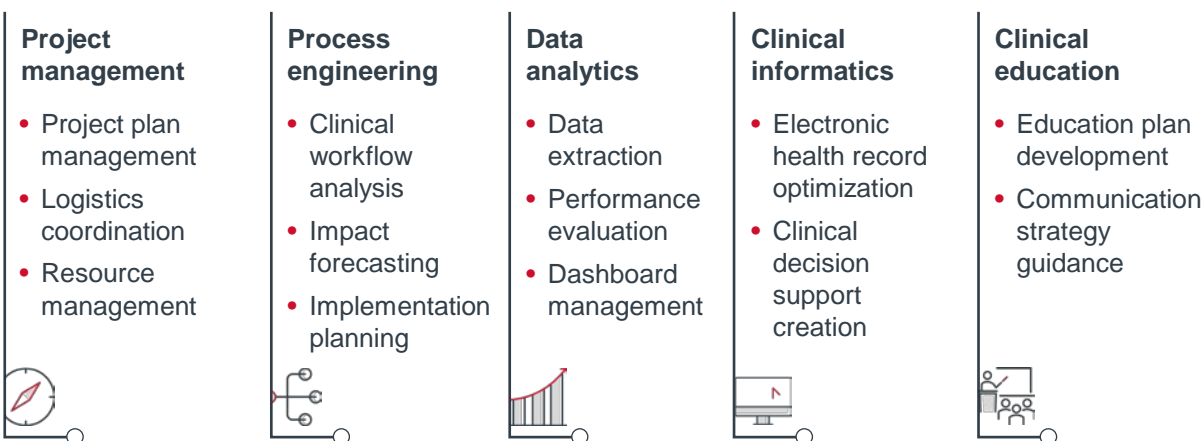 Project
management
• Project plan
management
• Logistics
coordination
• Resource
management
Process
engineering
• Clinical
workflow
analysis
• Impact
forecasting
• Implementation
planning
Data
analytics
• Data
extraction
• Performance
evaluation
• Dashboard
management
Clinical
informatics
• Electronic
health record
optimization
• Clinical
decision
support
creation
Clinical
education
• Education plan
development
• Communication
strategy
guidance